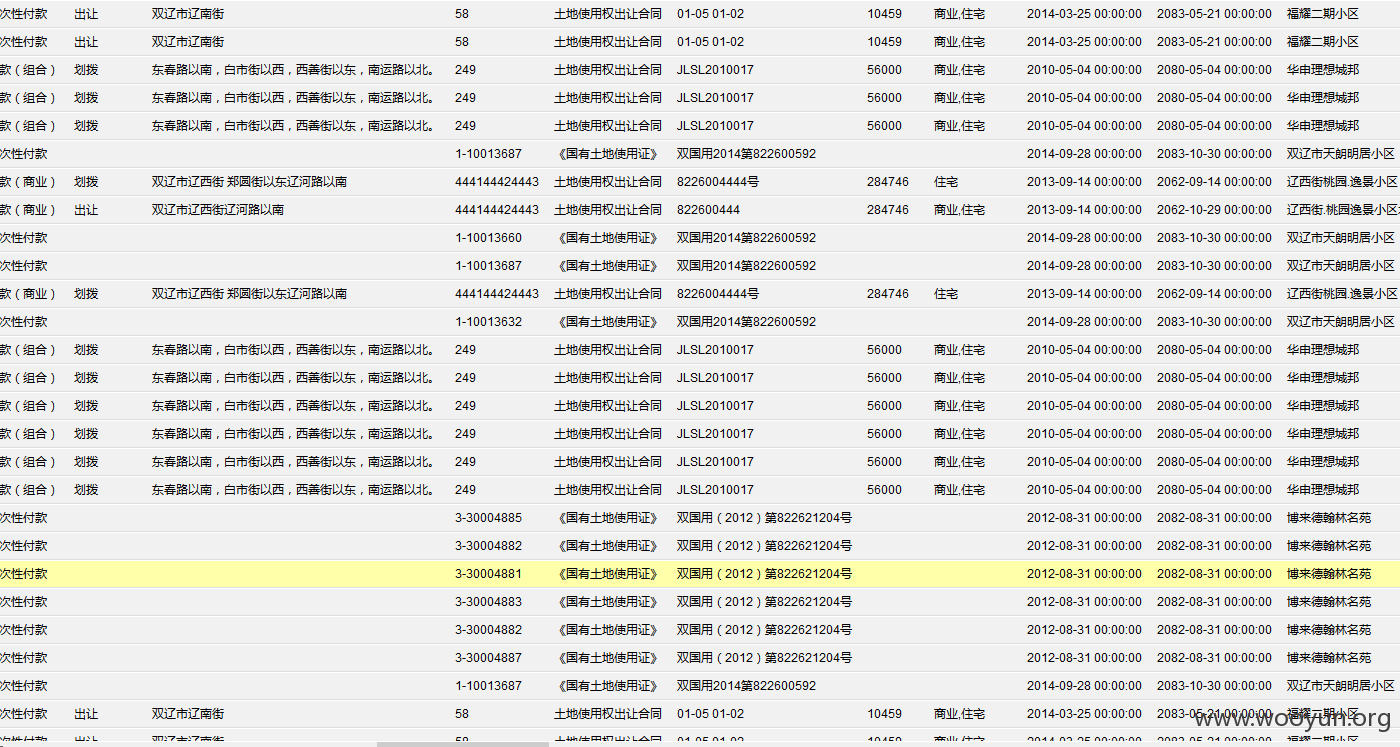 次性付款 出让 双辽市辽南街 58 土地使用权出让合同 01-05 01-02 10459 商业,住宅 2014-03-25 00:00:00 2083-05-21 00:00:00 福耀二期小区
次性付款 出让 双辽市辽南街 58 土地使用权出让合同 01-05 01-02 10459 商业,住宅 2014-03-25 00:00:00 2083-05-21 00:00:00 福耀二期小区
款（组合） 划拨 东春路以南，白市街以西，西善街以东，南运路以北。 249 土地使用权出让合同 JLSL2010017 56000 商业,住宅 2010-05-04 00:00:00 2080-05-04 00:00:00 华申理想城邦
款（组合） 划拨 东春路以南，白市街以西，西善街以东，南运路以北。 249 土地使用权出让合同 JLSL2010017 56000 商业,住宅 2010-05-04 00:00:00 2080-05-04 00:00:00 华申理想城邦
款（组合） 划拨 东春路以南，白市街以西，西善街以东，南运路以北。 249 土地使用权出让合同 JLSL2010017 56000 商业,住宅 2010-05-04 00:00:00 2080-05-04 00:00:00 华申理想城邦
次性付款 1-10013687 《国有土地使用证》 双国用2014第822600592 2014-09-28 00:00:00 2083-10-30 00:00:00 双辽市天朗明居小区
款（商业） 划拨 双辽市辽西街 郑圆街以东辽河路以南 444144424443 土地使用权出让合同 8226004444号 284746 住宅 2013-09-14 00:00:00 2062-09-14 00:00:00 辽西街桃园.逸景小区
款（商业） 出让 双辽市辽西街辽河路以南 444144424443 土地使用权出让合同 822600444 284746 商业,住宅 2013-09-14 00:00:00 2062-10-29 00:00:00 辽西街.桃园逸景小区
次性付款 1-10013660 《国有土地使用证》 双国用2014第822600592 2014-09-28 00:00:00 2083-10-30 00:00:00 双辽市天朗明居小区
次性付款 1-10013687 《国有土地使用证》 双国用2014第822600592 2014-09-28 00:00:00 2083-10-30 00:00:00 双辽市天朗明居小区
款（商业） 划拨 双辽市辽西街 郑圆街以东辽河路以南 444144424443 土地使用权出让合同 8226004444号 284746 住宅 2013-09-14 00:00:00 2062-09-14 00:00:00 辽西街桃园.逸景小区
次性付款 1-10013632 《国有土地使用证》 双国用2014第822600592 2014-09-28 00:00:00 2083-10-30 00:00:00 双辽市天朗明居小区
款（组合） 划拨 东春路以南，白市街以西，西善街以东，南运路以北。 249 土地使用权出让合同 JLSL2010017 56000 商业,住宅 2010-05-04 00:00:00 2080-05-04 00:00:00 华申理想城邦
款（组合） 划拨 东春路以南，白市街以西，西善街以东，南运路以北。 249 土地使用权出让合同 JLSL2010017 56000 商业,住宅 2010-05-04 00:00:00 2080-05-04 00:00:00 华申理想城邦
款（组合） 划拨 东春路以南，白市街以西，西善街以东，南运路以北。 249 土地使用权出让合同 JLSL2010017 56000 商业,住宅 2010-05-04 00:00:00 2080-05-04 00:00:00 华申理想城邦
款（组合） 划拨 东春路以南，白市街以西，西善街以东，南运路以北。 249 土地使用权出让合同 JLSL2010017 56000 商业,住宅 2010-05-04 00:00:00 2080-05-04 00:00:00 华申理想城邦
款（组合） 划拨 东春路以南，白市街以西，西善街以东，南运路以北。 249 土地使用权出让合同 JLSL2010017 56000 商业,住宅 2010-05-04 00:00:00 2080-05-04 00:00:00 华申理想城邦
款（组合） 划拨 东春路以南，白市街以西，西善街以东，南运路以北。 249 土地使用权出让合同 JLSL2010017 56000 商业,住宅 2010-05-04 00:00:00 2080-05-04 00:00:00 华申理想城邦
次性付款 3-30004885 《国有土地使用证》 双国用（2012）第822621204号 2012-08-31 00:00:00 2082-08-31 00:00:00 博来德翰林名苑
次性付款 3-30004882 《国有土地使用证》 双国用（2012）第822621204号 2012-08-31 00:00:00 2082-08-31 00:00:00 博来德翰林名苑
次性付款 3-30004881 《国有土地使用证》 双国用（2012）第822621204号 2012-08-31 00:00:00 2082-08-31 00:00:00 博来德翰林名苑
次性付款 3-30004883 《国有土地使用证》 双国用（2012）第822621204号 2012-08-31 00:00:00 2082-08-31 00:00:00 博来德翰林名苑
次性付款 3-30004882 《国有土地使用证》 双国用（2012）第822621204号 2012-08-31 00:00:00 2082-08-31 00:00:00 博来德翰林名苑
次性付款 3-30004887 《国有土地使用证》 双国用（2012）第822621204号 2012-08-31 00:00:00 2082-08-31 00:00:00 博来德翰林名苑
次性付款 1-10013687 《国有土地使用证》 双国用2014第822600592 2014-09-28 00:00:00 2083-10-30 00:00:00 双辽市天朗明居小区
次性付款 出让 双辽市辽南街 58 土地使用权出让合同 01-05 01-02 10459 商业,住宅 2014-03-25 00:00:00 2083-05-21 00:00:00 福耀二期小区
www.wooyun.org